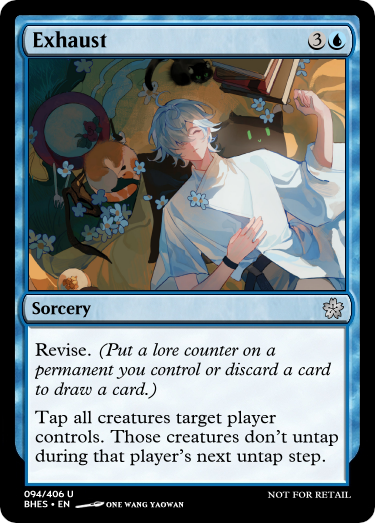 Exhaust 3
Sorcery
Revise. (Put a lore counter on a
permanent you control or discard a card
to draw a card.)
Tap all creatures target player
controls. Those creatures don't untap
during that player's next untap step.
094/406 U
BHES • EN ONE WANG YAOWAN
NOT FOR RETAIL